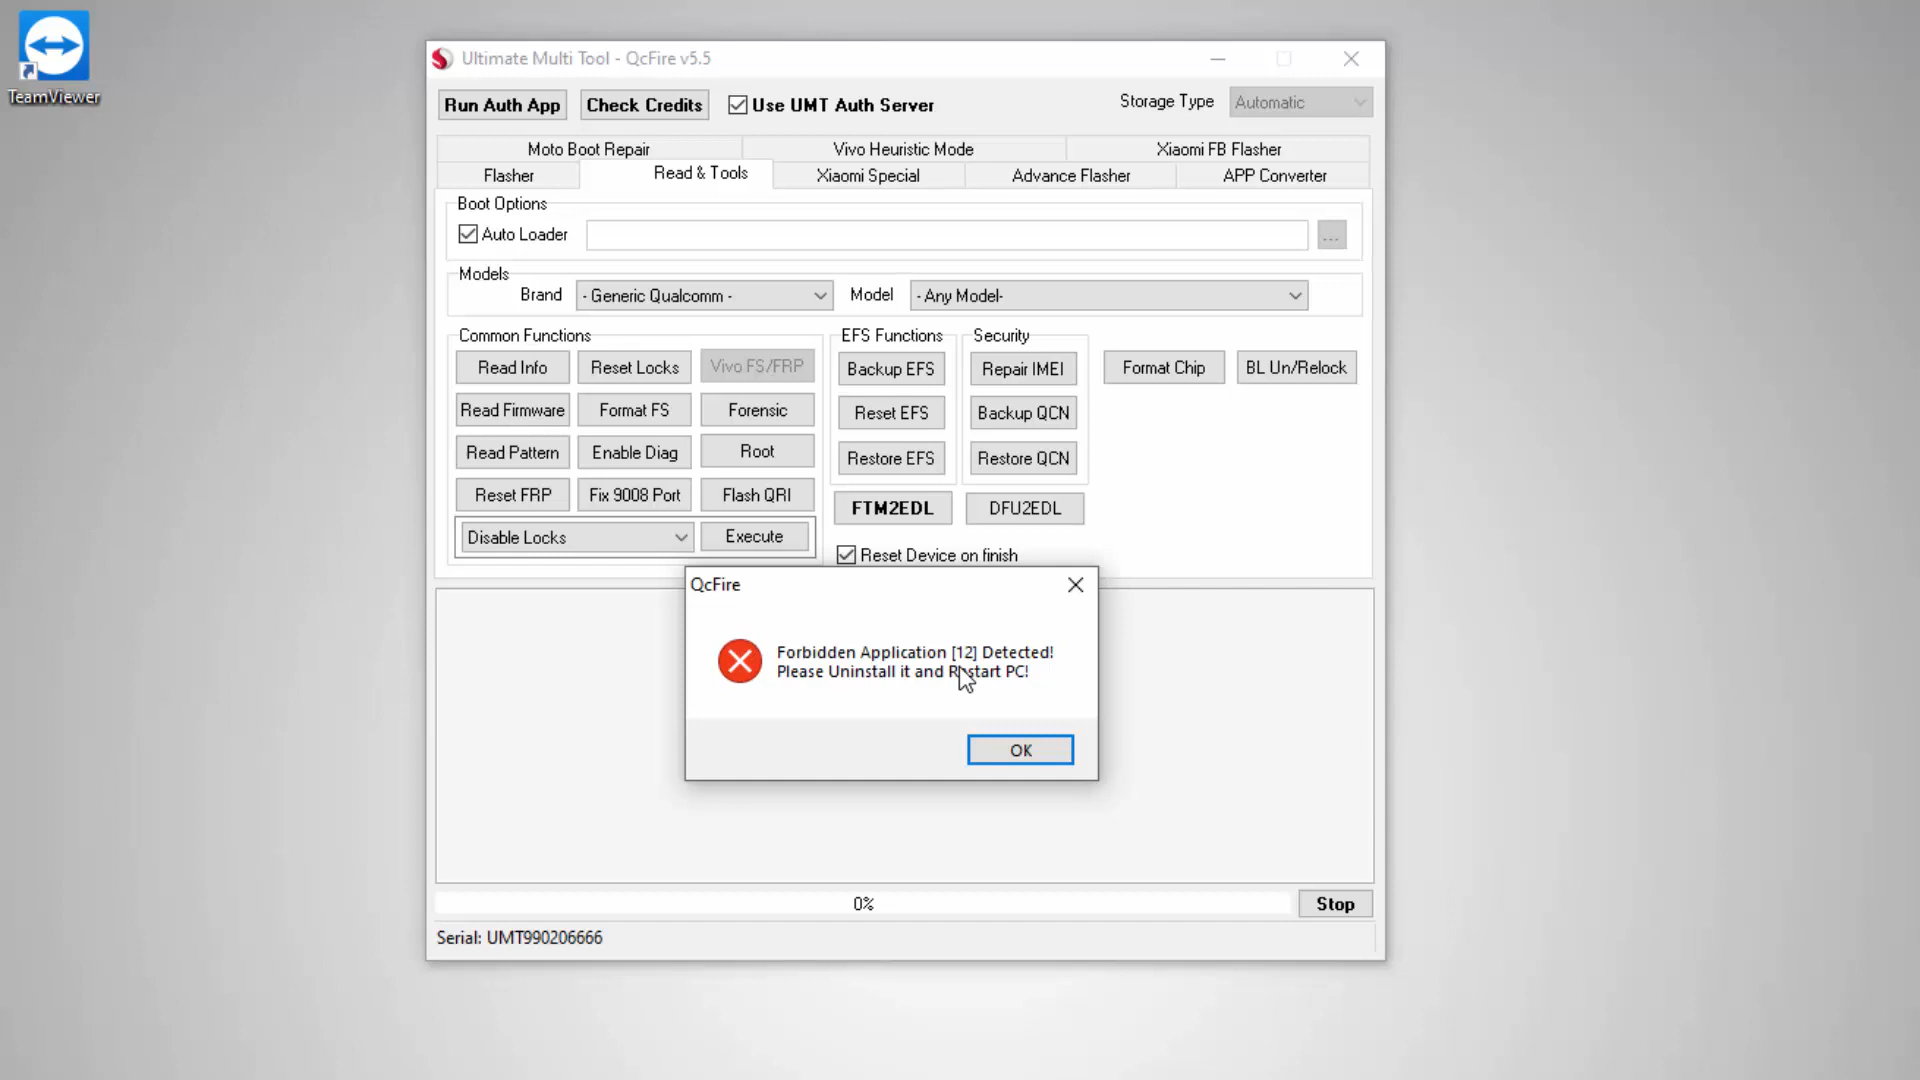 TeamViewer
Ultimate Multi Tool - QcFire v5.5
Run Auth App
Check Credits
Use UMT Auth Server
Storage Type
Automatic
Moto Boot Repair
Vivo Heuristic Mode
Xiaomi FB Flasher
Flasher
Read & Tools
Xiaomi Special
Advance Flasher
APP Converter
Boot Options
Auto Loader
...
Models
Brand
- Generic Qualcomm -
Model
- Any Model-
Common Functions
EFS Functions
Security
Read Info
Reset Locks
Vivo FS/FRP
Backup EFS
Repair IMEI
Format Chip
BL Un/Relock
Read Firmware
Format FS
Forensic
Reset EFS
Backup QCN
Read Pattern
Enable Diag
Root
Restore EFS
Restore QCN
Reset FRP
Fix 9008 Port
Flash QRI
FTM2EDL
DFU2EDL
Disable Locks
Execute
Reset Device on finish
QcFire
Forbidden Application [12] Detected!
Please Uninstall it and Restart PC!
OK
0%
Stop
Serial: UMT990206666